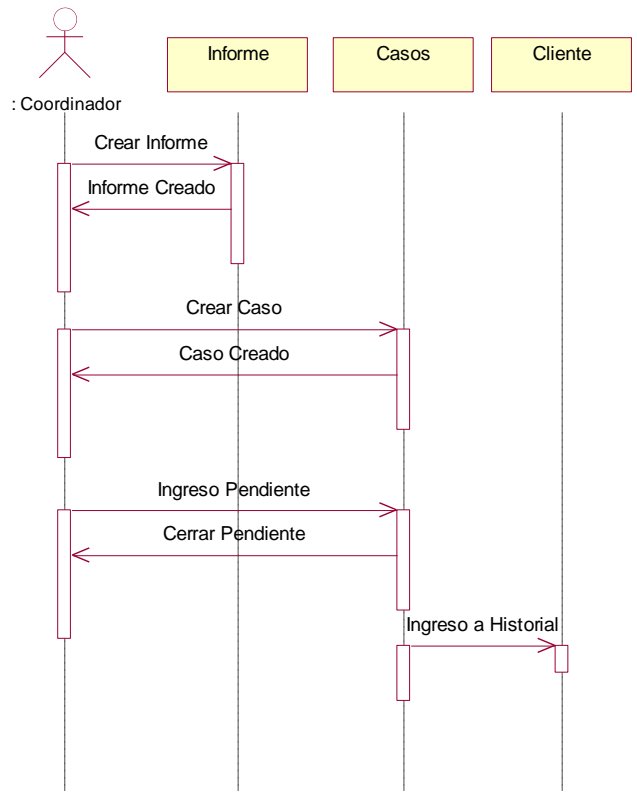 Informe
Casos
Cliente
: Coordinador
Crear Informe
Informe Creado
Crear Caso
Caso Creado
Ingreso Pendiente
Cerrar Pendiente
Ingreso a Historial